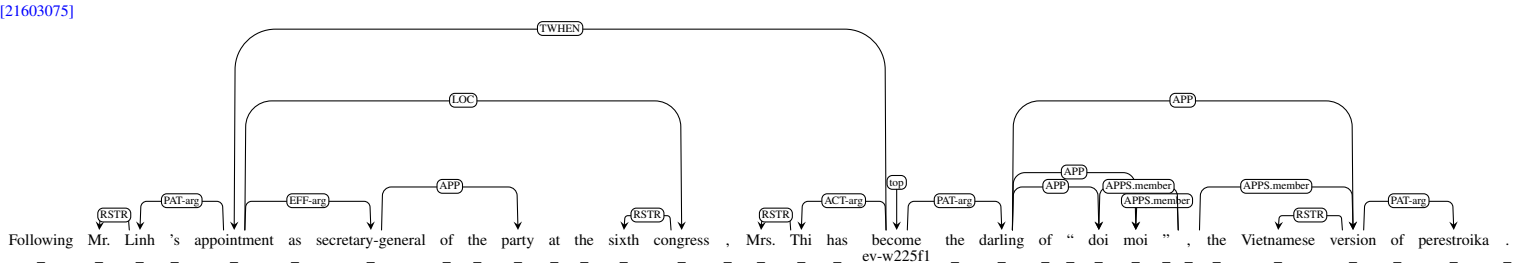 [21603075]
TWHEN
LOC APP
APP
top
APP APP APPS.member APPS.member
PAT-arg EFF-arg ACT-arg PAT-arg PAT-arg
APPS.member
RSTR RSTR RSTR RSTR
Following Mr. Linh 's appointment as secretary-general of the party at the sixth congress , Mrs. Thi has become the darling of “ doi moi ” , the Vietnamese version of perestroika .
_ _ _ _ _ _ _ _ _ _ _ _ _ _ _ _ _ _ ev-w225f1 _ _ _ _ _ _ _ _ _ _ _ _ _ _